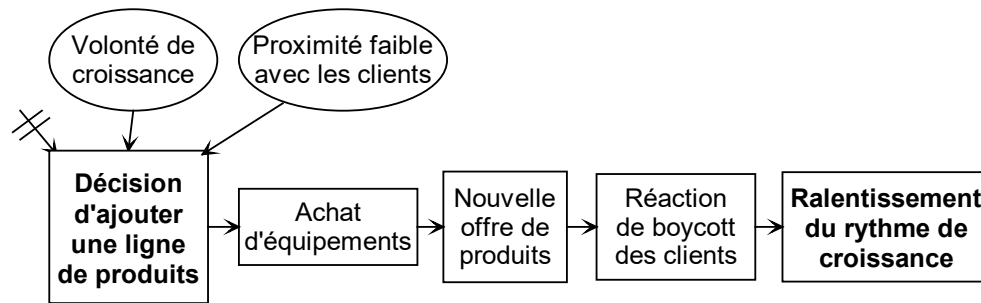 Volonté de
croissance
Proximité faible
avec les clients
Décision
d'ajouter
une ligne
de produits
Achat
d'équipements
Nouvelle
offre de
produits
Réaction
de boycott
des clients
Ralentissement
du rythme de
croissance